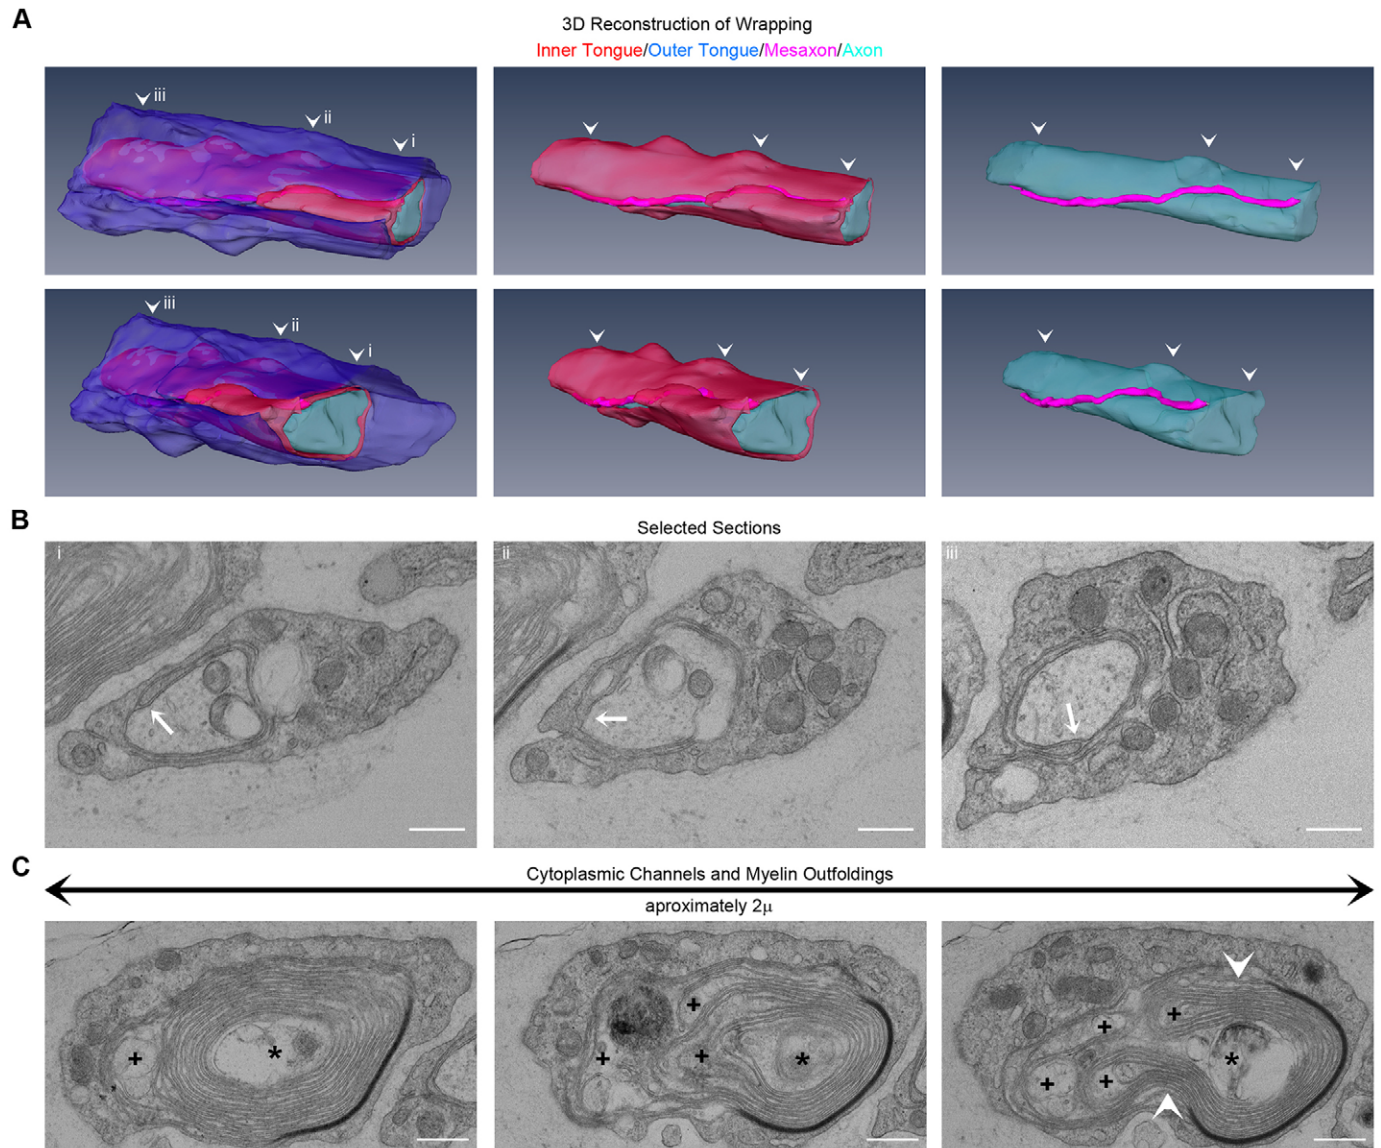 A
3D Reconstruction of Wrapping
Inner Tongue/Outer Tongue/Mesaxon/Axon
iii
ii
i
iii
ii
i
B
Selected Sections
i
ii
iii
C
Cytoplasmic Channels and Myelin Outfoldings
aproximately 2μ
+
*
+
+
+
*
+
+
+
+
*